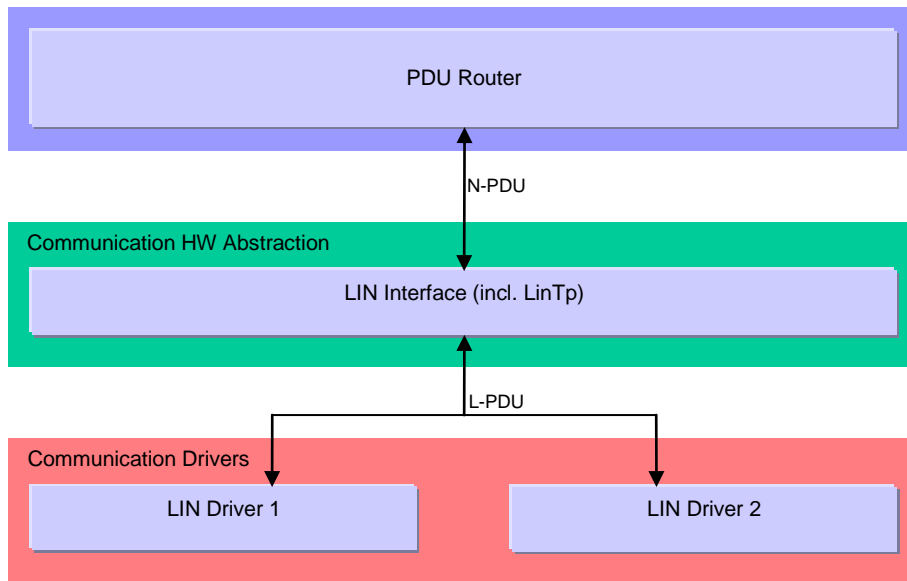 PDU Router
N-PDU
Communication HW Abstraction
LIN Interface (incl. LinTp)
L-PDU
Communication Drivers
LIN Driver 1
LIN Driver 2